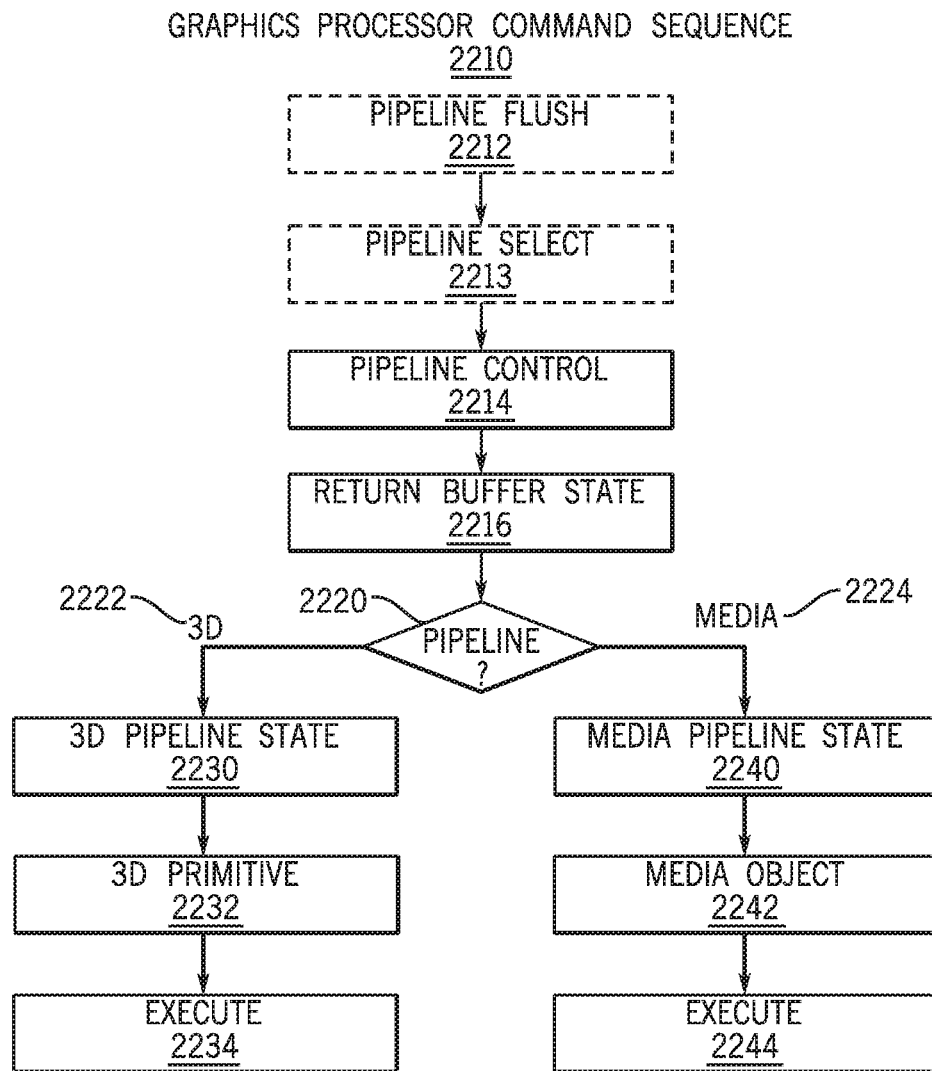 GRAPHICS PROCESSOR COMMAND SEQUENCE
2210
PIPELINE FLUSH
2212
PIPELINE SELECT
2213
PIPELINE CONTROL
2214
RETURN BUFFER STATE
2216
2222
3D
2220
PIPELINE
?
MEDIA
2224
3D PIPELINE STATE
2230
MEDIA PIPELINE STATE
2240
3D PRIMITIVE
2232
MEDIA OBJECT
2242
EXECUTE
2234
EXECUTE
2244